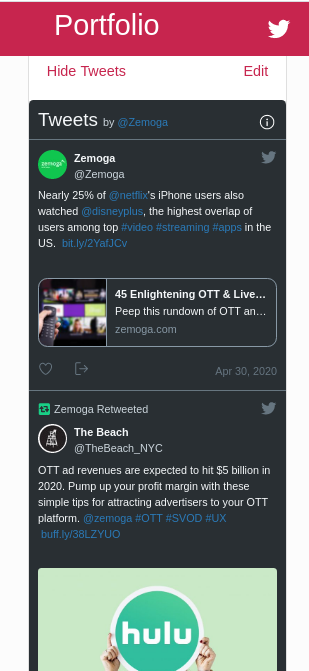 Portfolio
Hide Tweets
Edit
Tweets by @Zemoga
Zemoga
@Zemoga
Nearly 25% of @netflix's iPhone users also
watched @disneyplus, the highest overlap of
users among top #video #streaming #apps in the
US. bit.ly/2YafJCv
45 Enlightening OTT & Live…
Peep this rundown of OTT an…
zemoga.com
Apr 30, 2020
Zemoga Retweeted
The Beach
@TheBeach_NYC
OTT ad revenues are expected to hit $5 billion in
2020. Pump up your profit margin with these
simple tips for attracting advertisers to your OTT
platform. @zemoga #OTT #SVOD #UX
buff.ly/38LZYUO
hulu